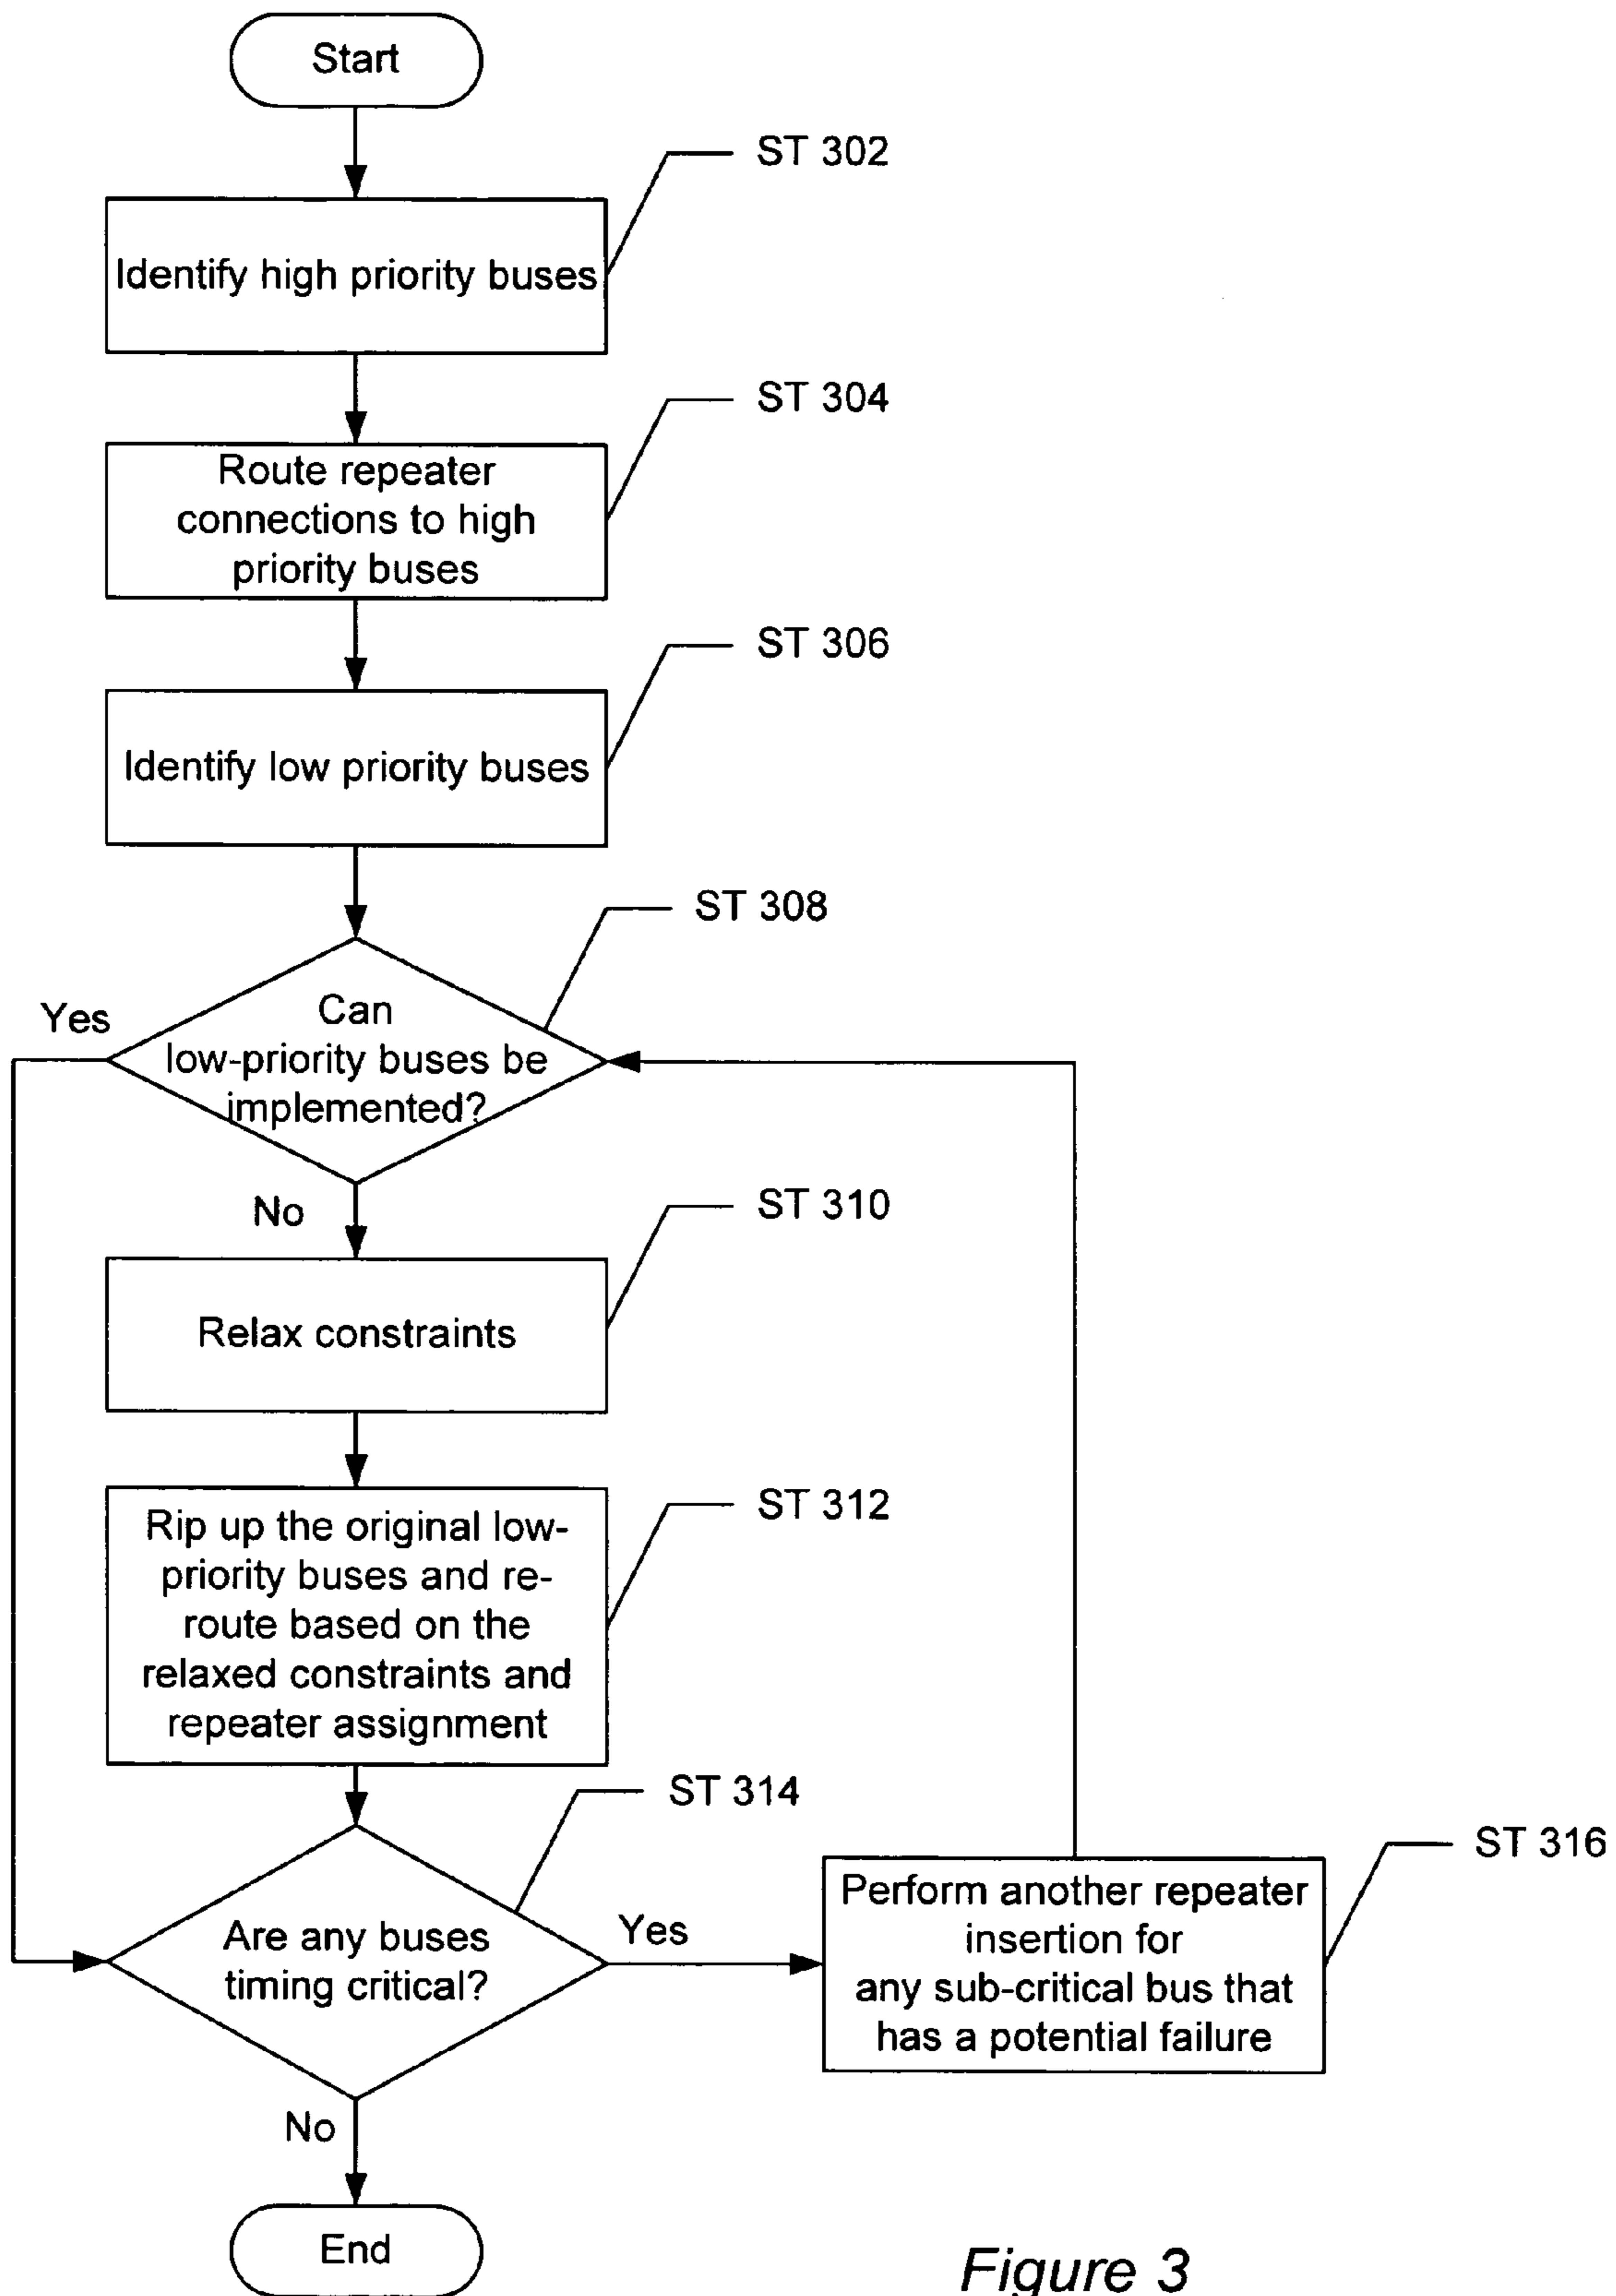 Start
ST 302
Identify high priority buses
ST 304
Route repeater
connections to high
priority buses
ST 306
Identify low priority buses
ST 308
Yes
Can
low-priority buses be
implemented?
No
ST 310
Relax constraints
ST 312
Rip up the original low-
priority buses and re-
route based on the
relaxed constraints and
repeater assignment
ST 314
ST 316
Are any buses
timing critical?
Yes
Perform another repeater
insertion for
any sub-critical bus that
has a potential failure
No
End
Figure 3